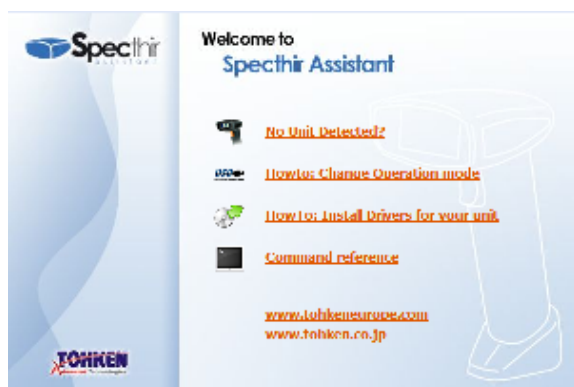 Specthir
assistant
Welcome to
Specthir Assistant
No Unit Detected?
Howto: Change Operation mode
HowTo: Install Drivers for your unit
Command reference
www.tohkeneurope.com
www.tohken.co.jp
TOHKEN